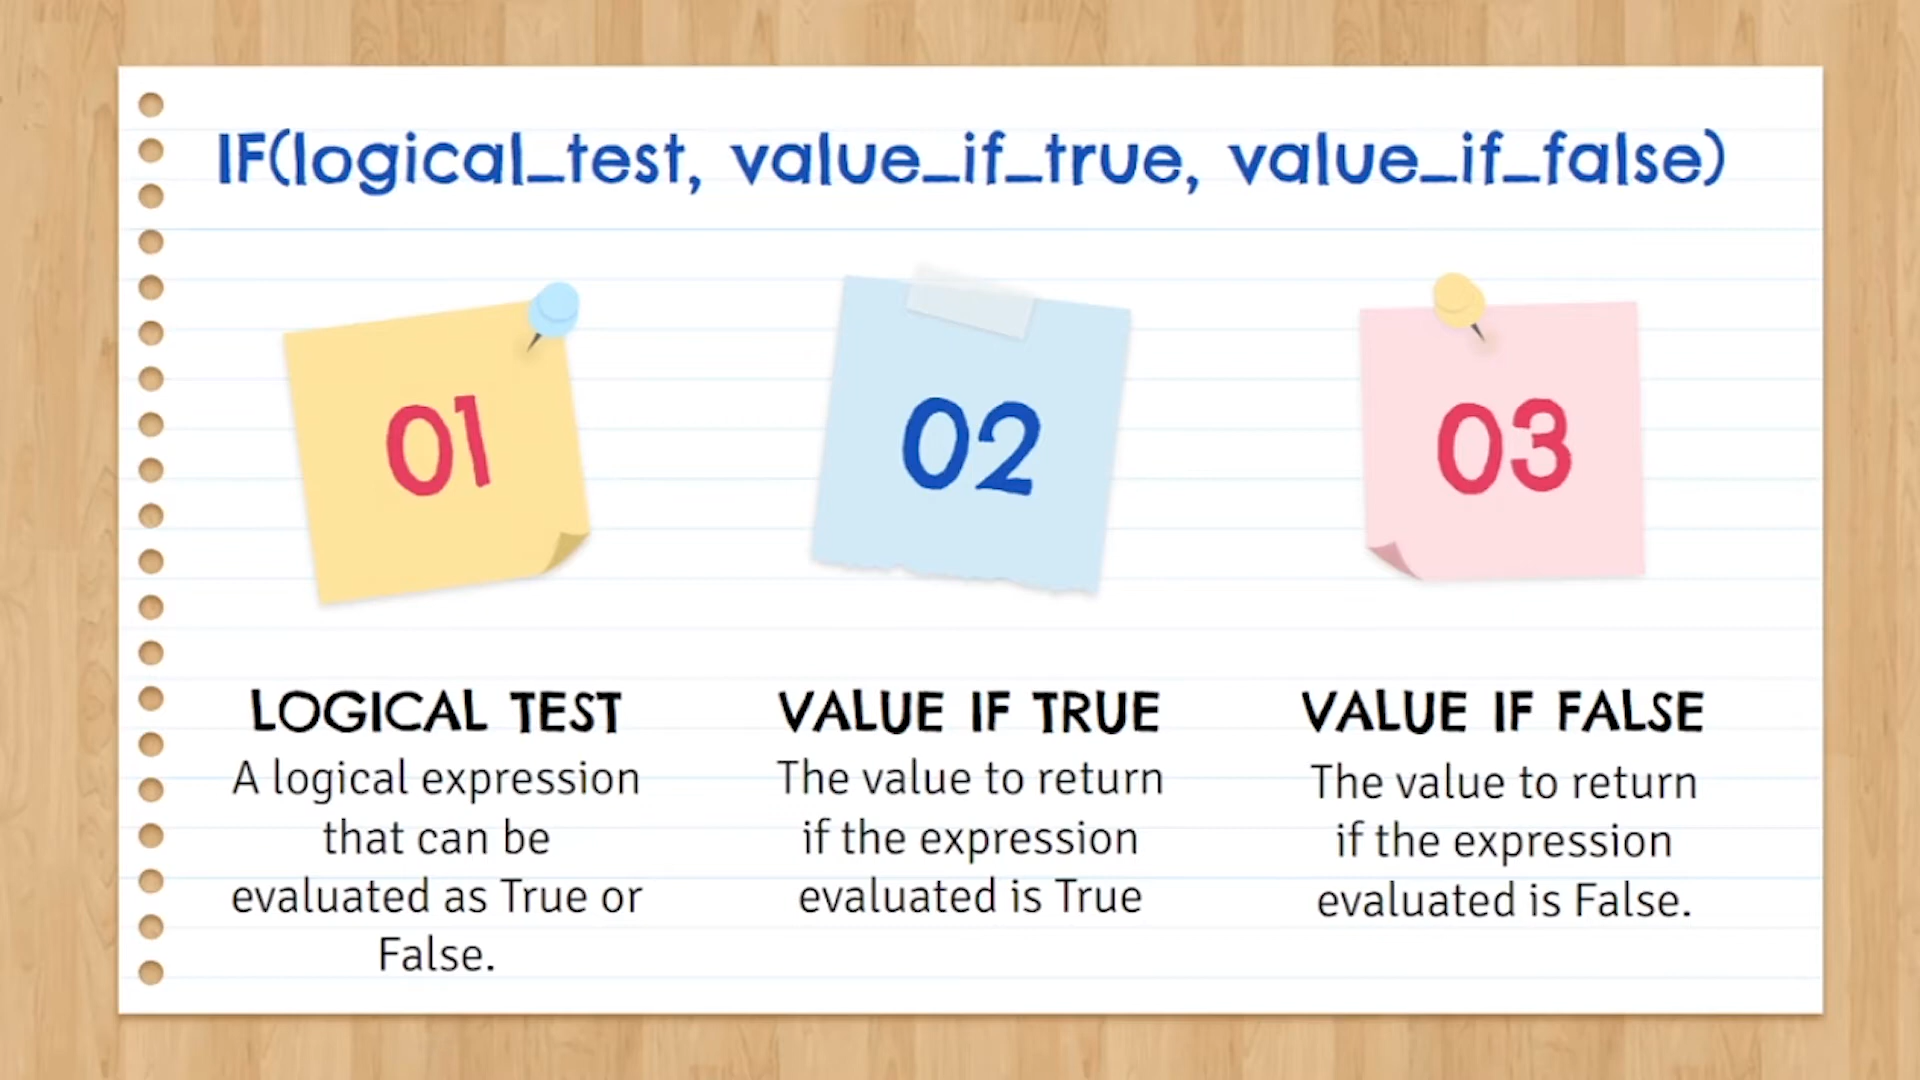 IF(logical_test, value_if_true, value_if_false)
01
02
03
LOGICAL TEST
A logical expression
that can be
evaluated as True or
False.
VALUE IF TRUE
The value to return
if the expression
evaluated is True
VALUE IF FALSE
The value to return
if the expression
evaluated is False.